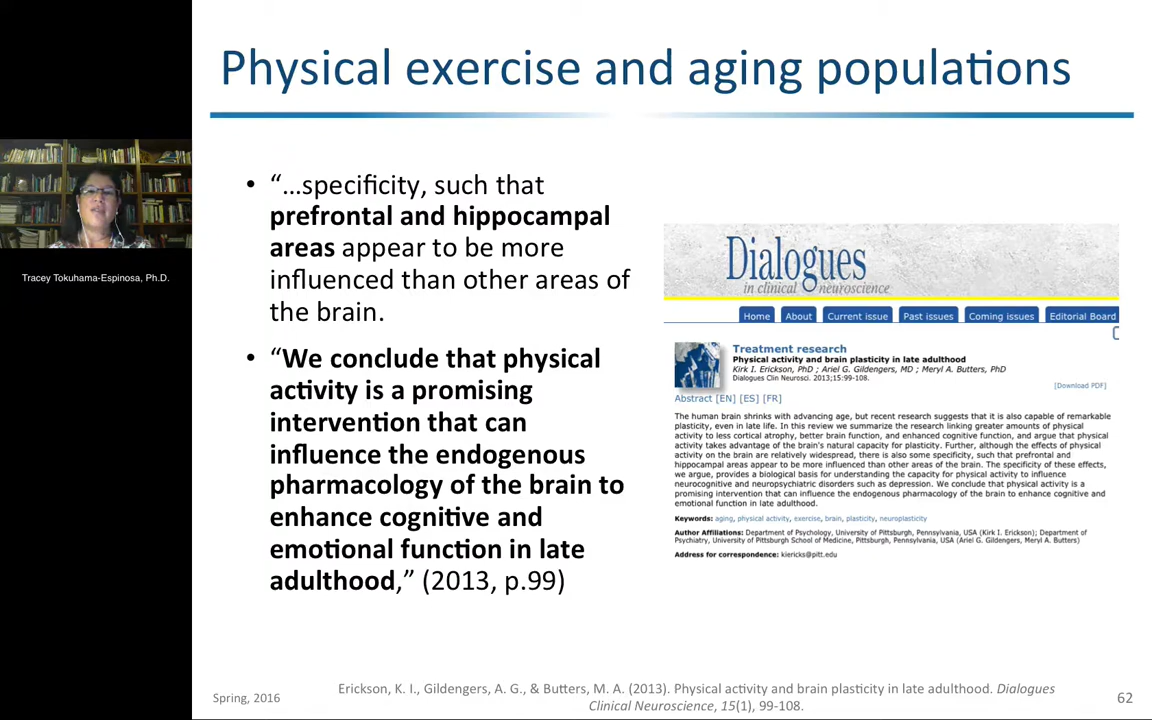 Physical exercise and aging populations
Tracey Tokuhama-Espinosa, Ph.D.
• “…specificity, such that
prefrontal and hippocampal
areas appear to be more
influenced than other areas of
the brain.
• “We conclude that physical
activity is a promising
intervention that can
influence the endogenous
pharmacology of the brain to
enhance cognitive and
emotional function in late
adulthood,” (2013, p.99)
Dialogues
in clinical neuroscience
Home About Current issue Past issues Coming issues Editorial Board
Treatment research
Physical activity and brain plasticity in late adulthood
Kirk I. Erickson, PhD ; Ariel G. Gildengers, MD ; Meryl A. Butters, PhD
Dialogues Clin Neurosci. 2013;15:99-108.
[Download PDF]
Abstract [EN] [ES] [FR]
The human brain shrinks with advancing age, but recent research suggests that it is also capable of remarkable
plasticity, even in late life. In this review we summarize the research linking greater amounts of physical
activity to less cortical atrophy, better brain function, and enhanced cognitive function, and argue that physical
activity takes advantage of the brain's natural capacity for plasticity. Further, although the effects of physical
activity on the brain are relatively widespread, there is also some specificity, such that prefrontal and
hippocampal areas appear to be more influenced than other areas of the brain. The specificity of these effects,
we argue, provides a biological basis for understanding the capacity for physical activity to influence
neurocognitive and neuropsychiatric disorders such as depression. We conclude that physical activity is a
promising intervention that can influence the endogenous pharmacology of the brain to enhance cognitive and
emotional function in late adulthood.
Keywords: aging, physical activity, exercise, brain, plasticity, neuroplasticity
Author Affiliations: Department of Psychology, University of Pittsburg, Pennsylvania, USA (Kirk I. Erickson); Department of
Psychiatry, University of Pittsburg School of Medicine, Pittsburg, Pennsylvania, USA (Ariel G. Gildengers, Meryl A. Butters)
Address for correspondence: kiericks@pitt.edu
Spring, 2016
Erickson, K. I., Gildengers, A. G., & Butters, M. A. (2013). Physical activity and brain plasticity in late adulthood. Dialogues
Clinical Neuroscience, 15(1), 99-108.
62